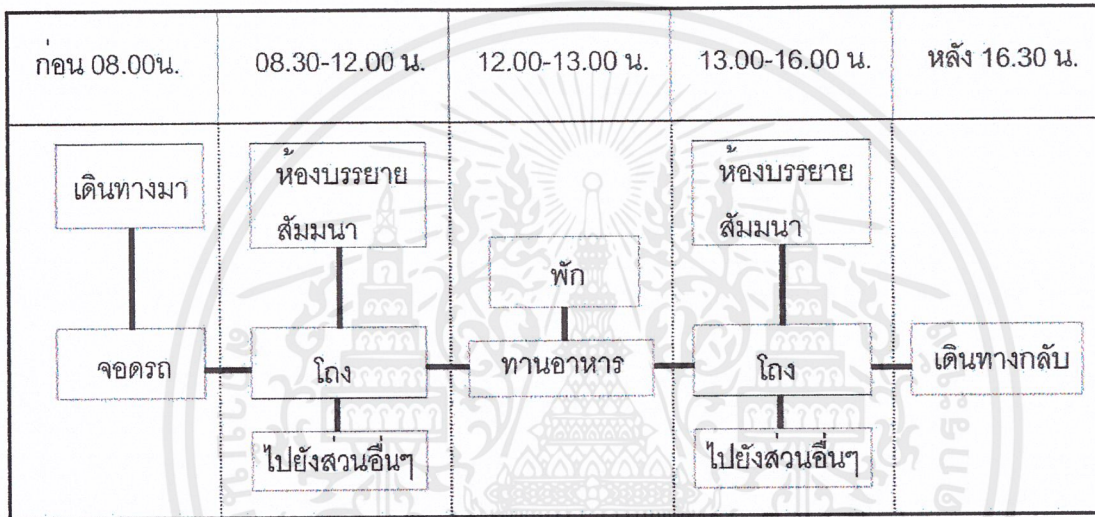 ก่อน 08.00น.
08.30-12.00 น.
12.00-13.00 น.
13.00-16.00 น.
หลัง 16.30 น.
เดินทางมา
ห้องบรรยาย
สัมมนา
ห้องบรรยาย
สัมมนา
พัก
จอดรถ
โถง
ทานอาหาร
โถง
เดินทางกลับ
ไปยังส่วนอื่นๆ
ไปยังส่วนอื่นๆ